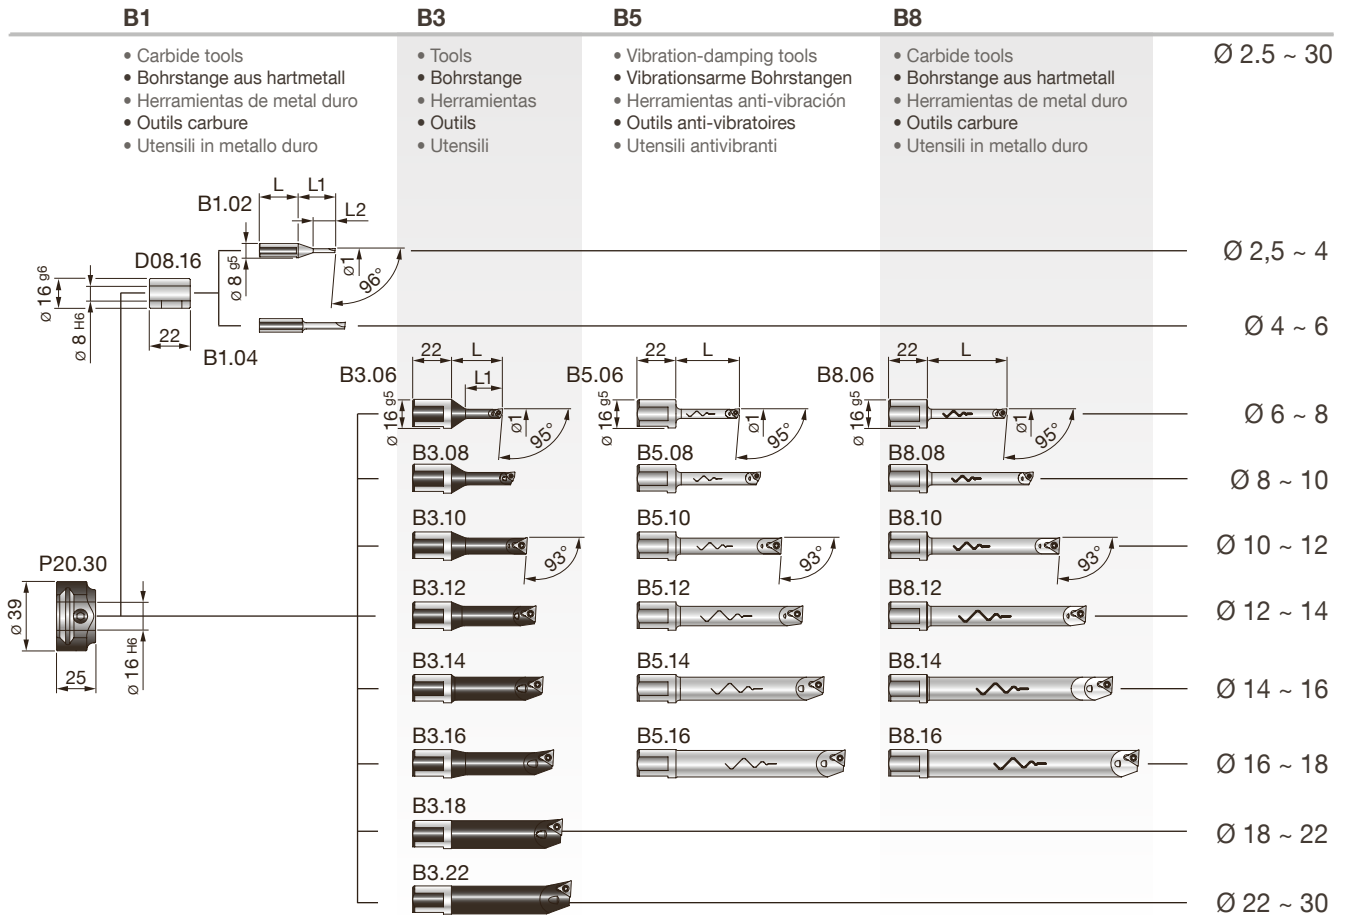 B1
B3
B5
B8
• Carbide tools
• Bohrstange aus hartmetall
• Herramientas de metal duro
• Outils carbure
• Utensili in metallo duro
• Tools
• Bohrstange
• Herramientas
• Outils
• Utensili
• Vibration-damping tools
• Vibrationsarme Bohrstangen
• Herramientas anti-vibración
• Outils anti-vibratoires
• Utensili antivibranti
• Carbide tools
• Bohrstange aus hartmetall
• Herramientas de metal duro
• Outils carbure
• Utensili in metallo duro
Ø 2.5 ~ 30
L L1
B1.02
L2
D08.16
Ø 16 g6
Ø 8 H6
22
Ø 8 g5
Ø1
96°
Ø 2,5 ~ 4
B1.04
Ø 4 ~ 6
22 L
L1
B3.06
Ø 16 g5
Ø1
95°
22 L
B5.06
Ø 16 g5
Ø1
95°
22 L
B8.06
Ø 16 g5
Ø1
95°
Ø 6 ~ 8
B3.08
B5.08
B8.08
Ø 8 ~ 10
B3.10
93°
B5.10
93°
B8.10
93°
Ø 10 ~ 12
P20.30
Ø 39
25
Ø 16 H6
B3.12
B5.12
B8.12
Ø 12 ~ 14
B3.14
B5.14
B8.14
Ø 14 ~ 16
B3.16
B5.16
B8.16
Ø 16 ~ 18
B3.18
Ø 18 ~ 22
B3.22
Ø 22 ~ 30